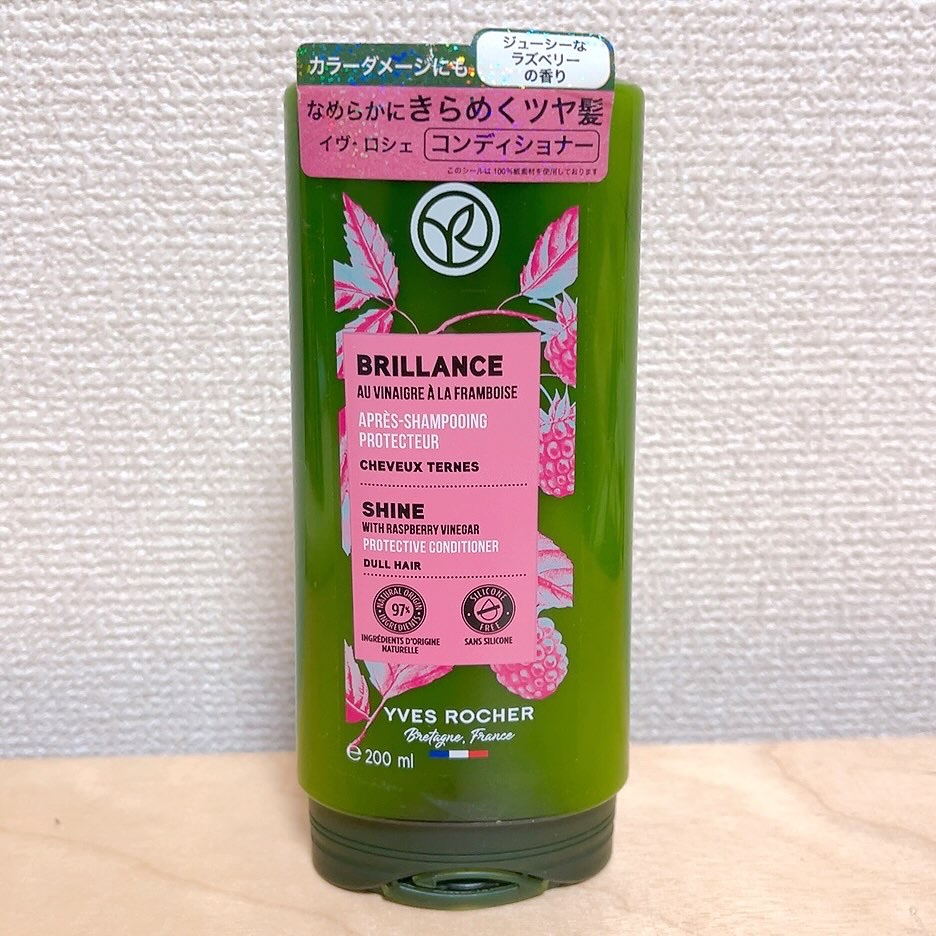 カラーダメージにも
ジューシーな
ラズベリー
の香り
なめらかにきらめくツヤ髪
イヴ・ロシェ コンディショナー
このシールは100%紙素材を使用しております
BRILLANCE
AU VINAIGRE À LA FRAMBOISE
APRÈS-SHAMPOOING
PROTECTEUR
CHEVEUX TERNES
SHINE
WITH RASPBERRY VINEGAR
PROTECTIVE CONDITIONER
DULL HAIR
NATURAL ORIGIN
97%
INGREDIENTS
INGRÉDIENTS D'ORIGINE
NATURELLE
SILICONE
FREE
SANS SILICONE
YVES ROCHER
Bretagne, France
℮ 200 ml